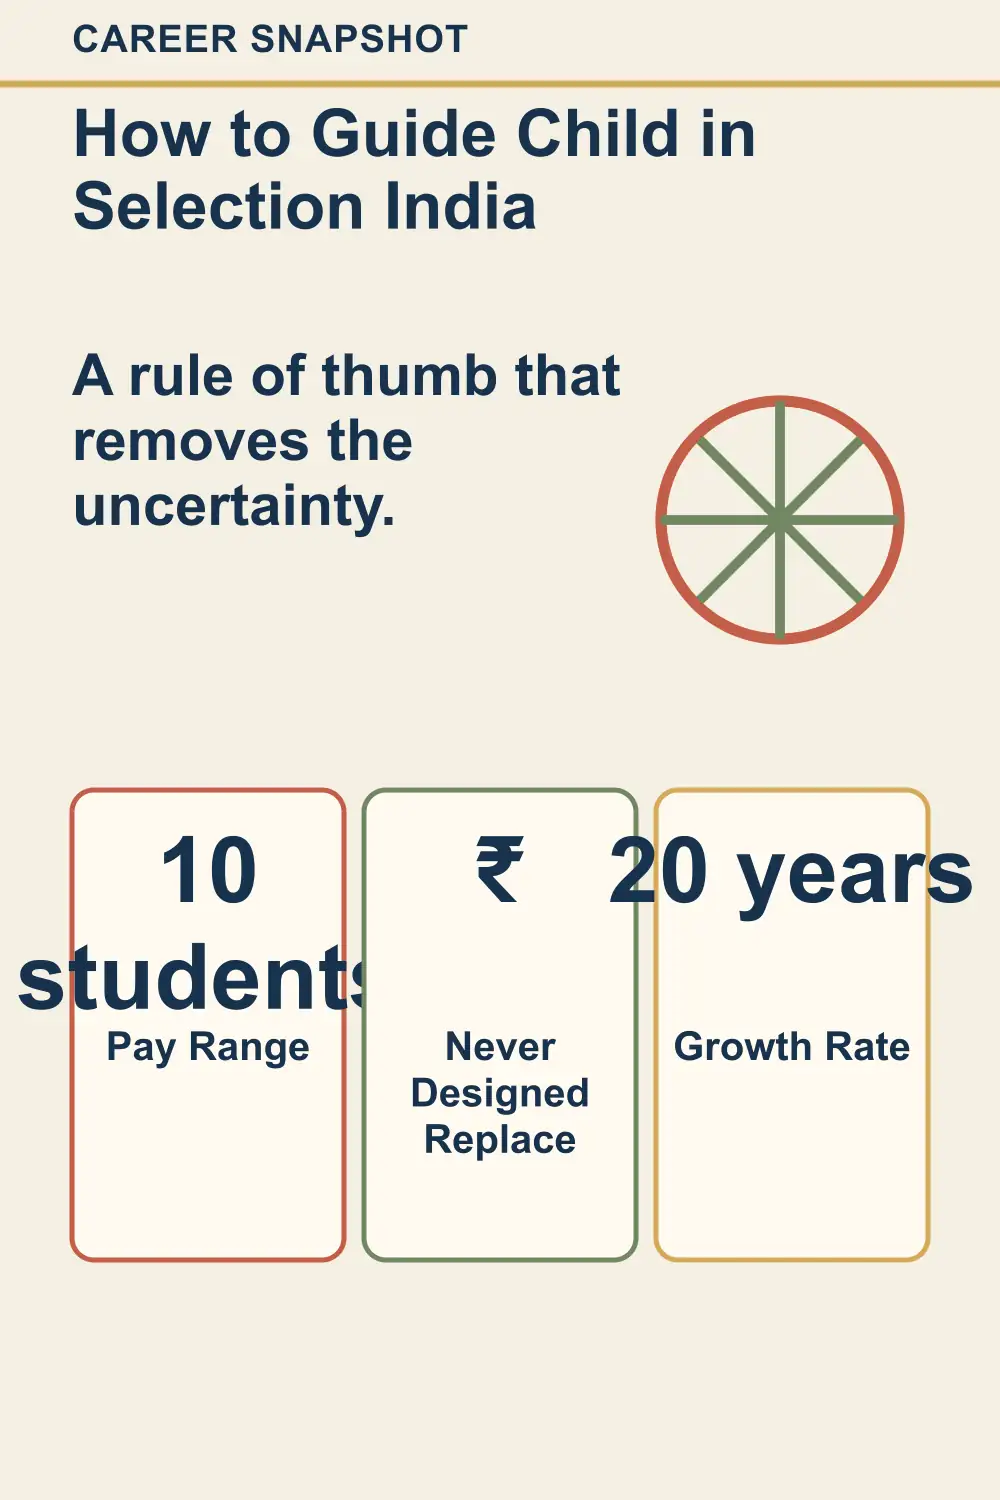 CAREER SNAPSHOT
How to Guide Child in
Selection India
A rule of thumb that
removes the
uncertainty.
10
students
Pay Range
₹
Never
Designed
Replace
20 years
Growth Rate